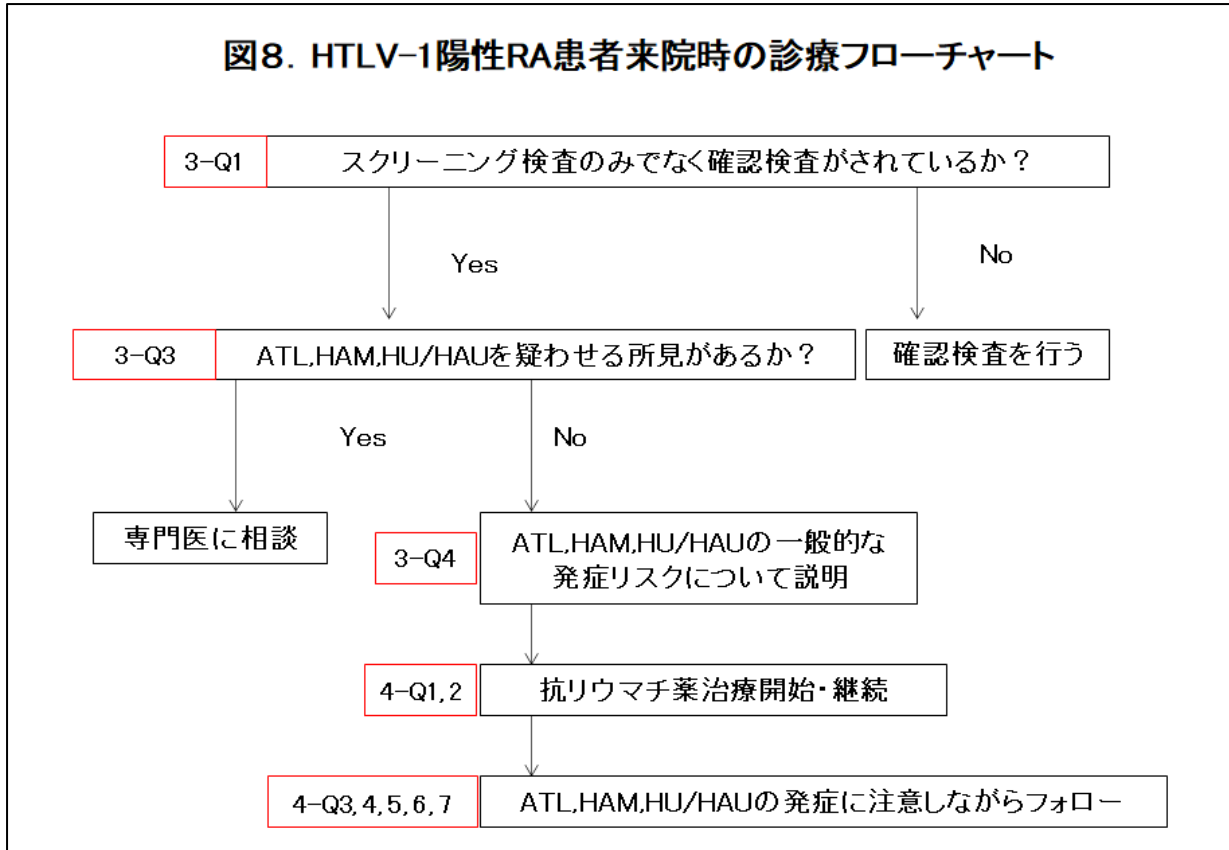 図8. HTLV-1陽性RA患者来院時の診療フローチャート
3-Q1
スクリーニング検査のみでなく確認検査がされているか？
Yes
No
3-Q3
ATL,HAM,HU/HAUを疑わせる所見があるか？
確認検査を行う
Yes
No
専門医に相談
3-Q4
ATL,HAM,HU/HAUの一般的な
発症リスクについて説明
4-Q1,2
抗リウマチ薬治療開始・継続
4-Q3,4,5,6,7
ATL,HAM,HU/HAUの発症に注意しながらフォロー